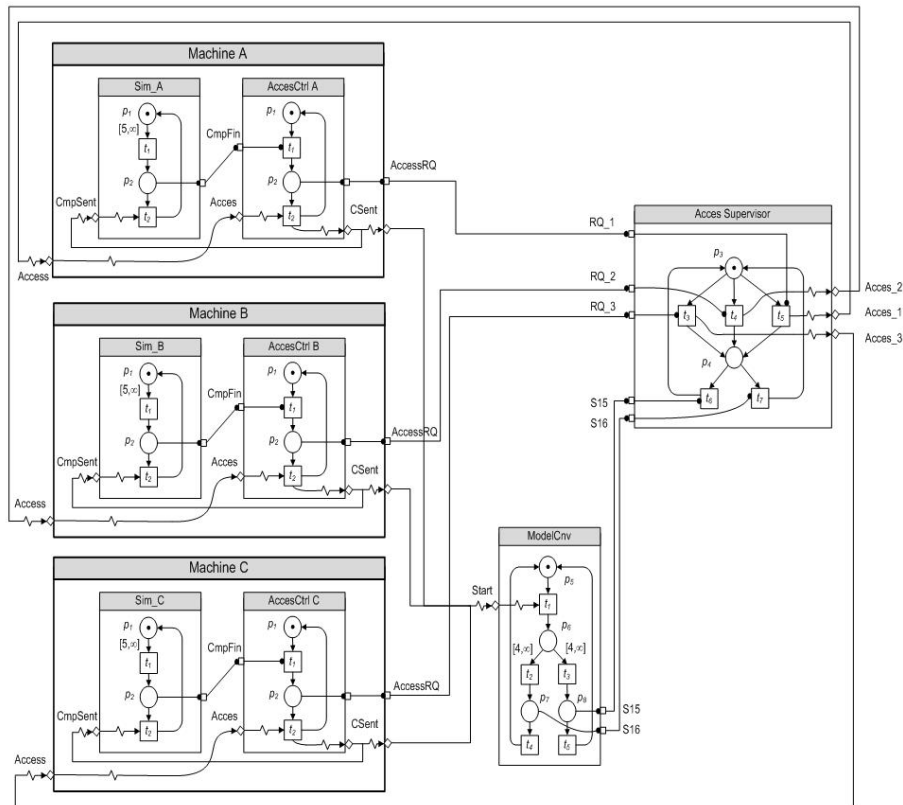 Machine A
Sim_A
AccesCtrl A
p1
p1
[5,∞]
CmpFin
t1
t1
AccessRQ
p2
p2
CmpSent
Acces
CSent
t2
t2
Access
Acces Supervisor
RQ_1
p3
RQ_2
Acces_2
RQ_3
t3
t4
t5
Acces_1
Acces_3
p4
t6
t7
S15
S16
Machine B
Sim_B
AccesCtrl B
p1
p1
[5,∞]
CmpFin
t1
t1
AccessRQ
p2
p2
CmpSent
Acces
CSent
t2
t2
Access
ModelCnv
p5
Start
t1
p6
[4,∞]
[4,∞]
t2
t3
p7
p8
S15
S16
t4
t5
Machine C
Sim_C
AccesCtrl C
p1
p1
[5,∞]
CmpFin
t1
t1
AccessRQ
p2
p2
CmpSent
Acces
CSent
t2
t2
Access